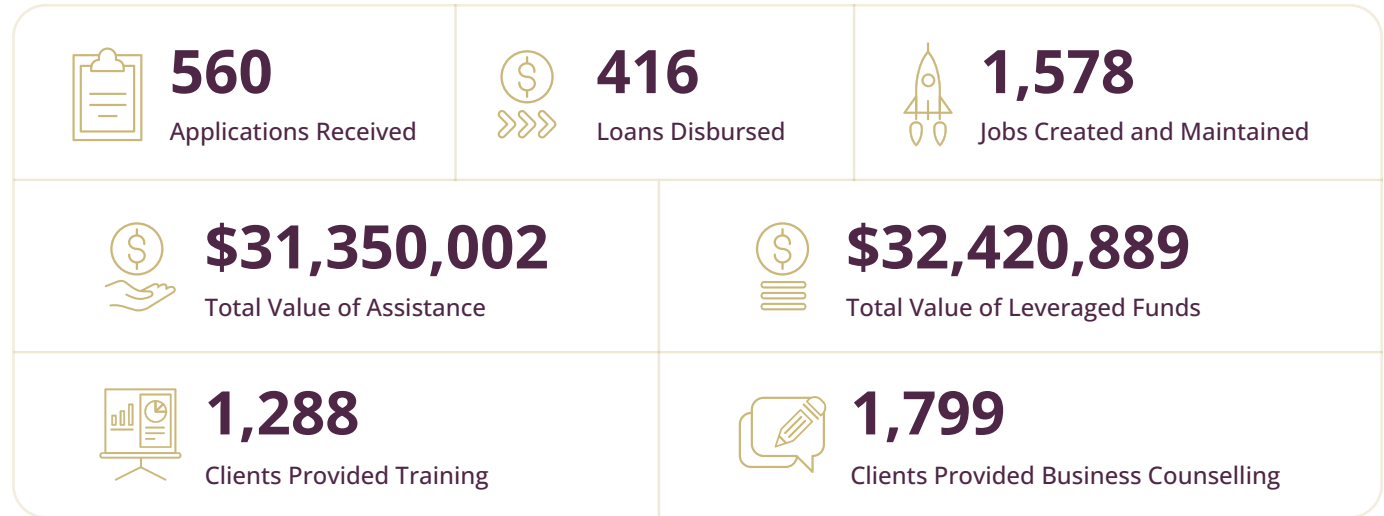 560
Applications Received
416
Loans Disbursed
1,578
Jobs Created and Maintained
$31,350,002
Total Value of Assistance
$32,420,889
Total Value of Leveraged Funds
1,288
Clients Provided Training
1,799
Clients Provided Business Counselling